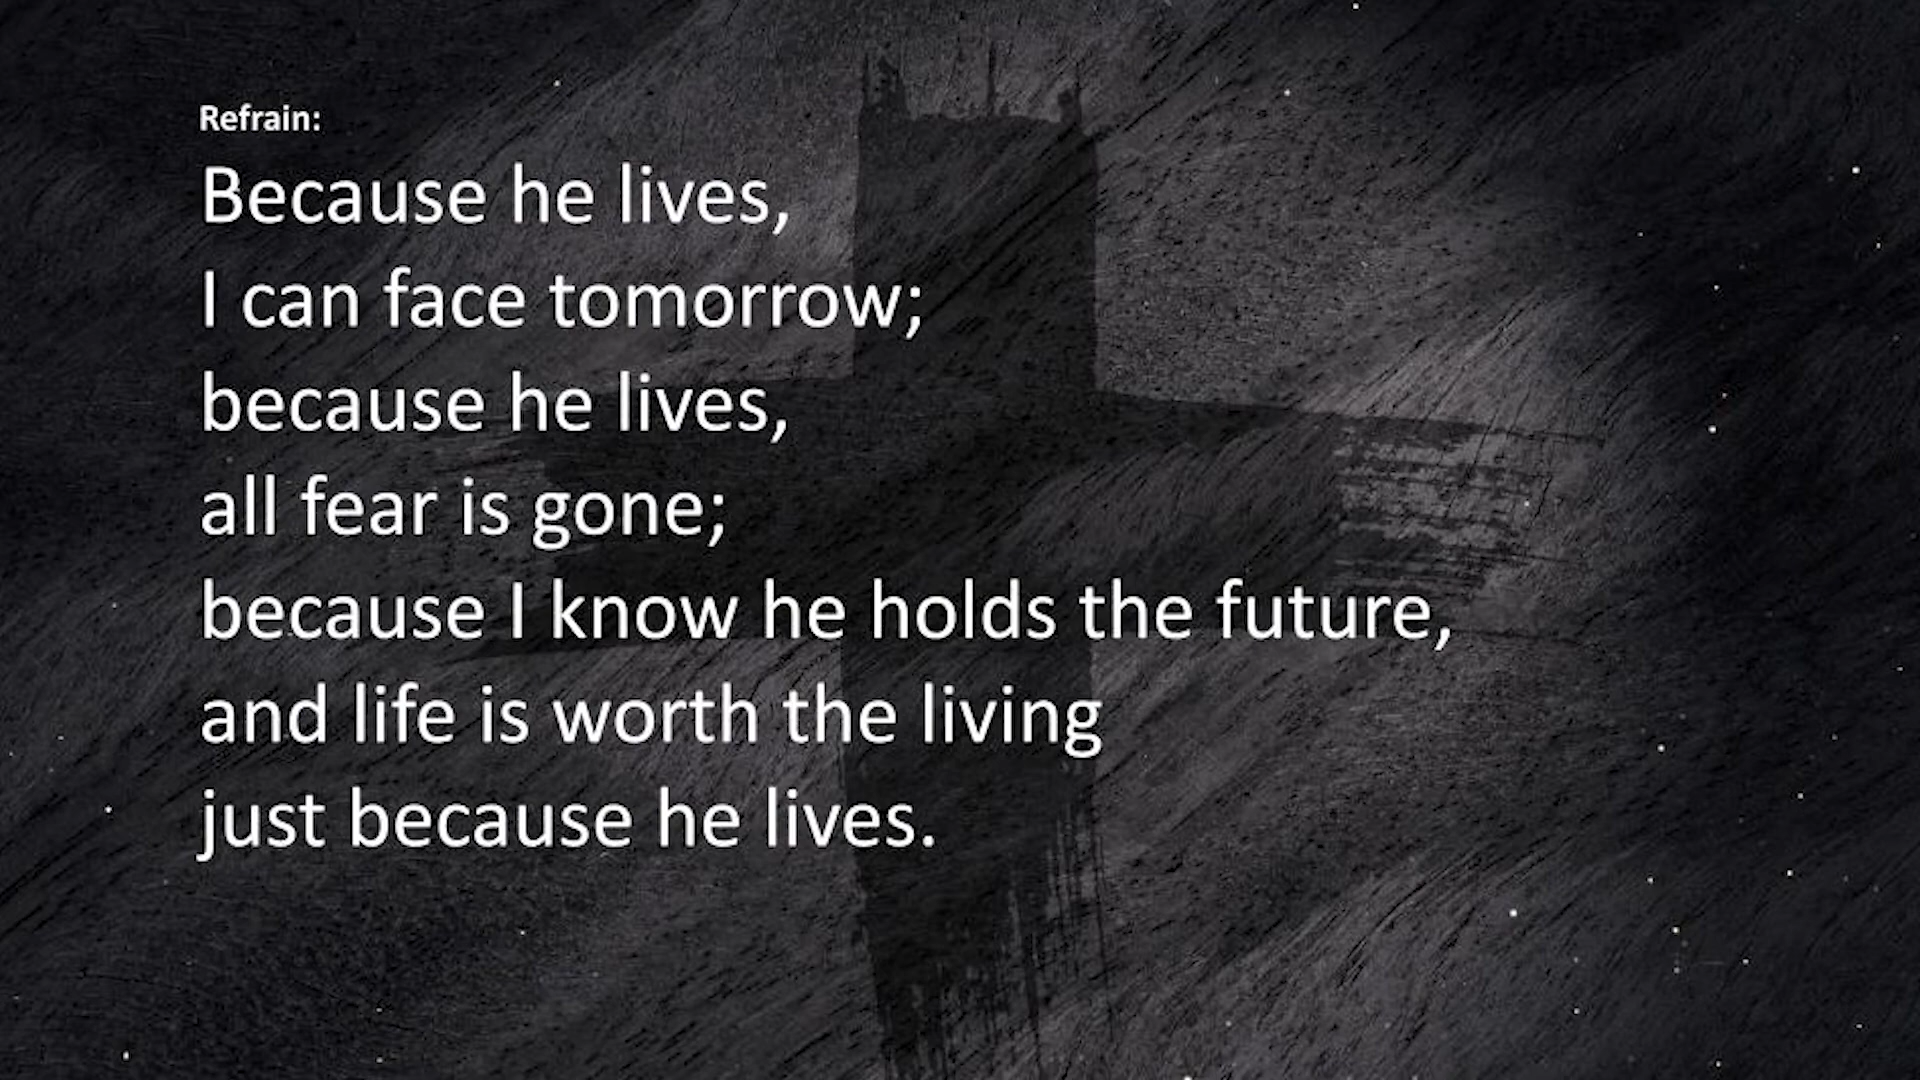 Refrain:
Because he lives,
I can face tomorrow;
because he lives,
all fear is gone;
because I know he holds the future,
and life is worth the living
just because he lives.